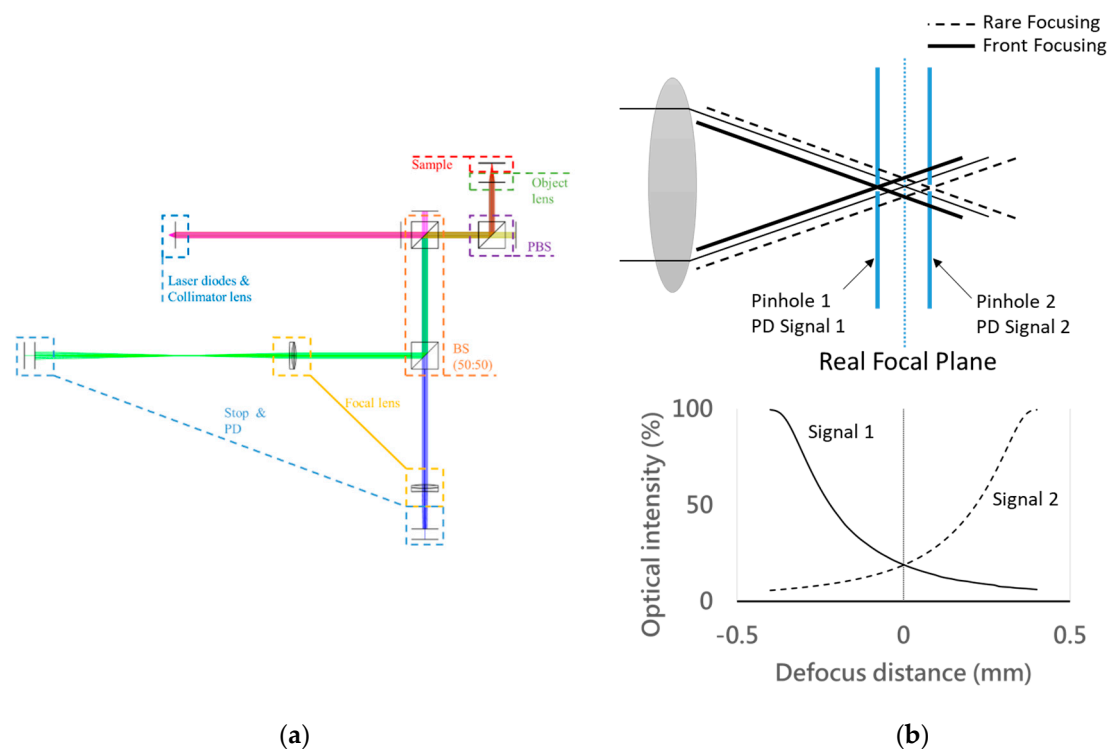 Sample
Object
lens
PBS
Laser diodes &
Collimator lens
BS
(50:50)
Focal lens
Stop &
PD
(a)
Rare Focusing
Front Focusing
Pinhole 1
PD Signal 1
Pinhole 2
PD Signal 2
Real Focal Plane
Optical intensity (%)
100
50
0
Signal 1
Signal 2
-0.5 0 0.5
Defocus distance (mm)
(b)